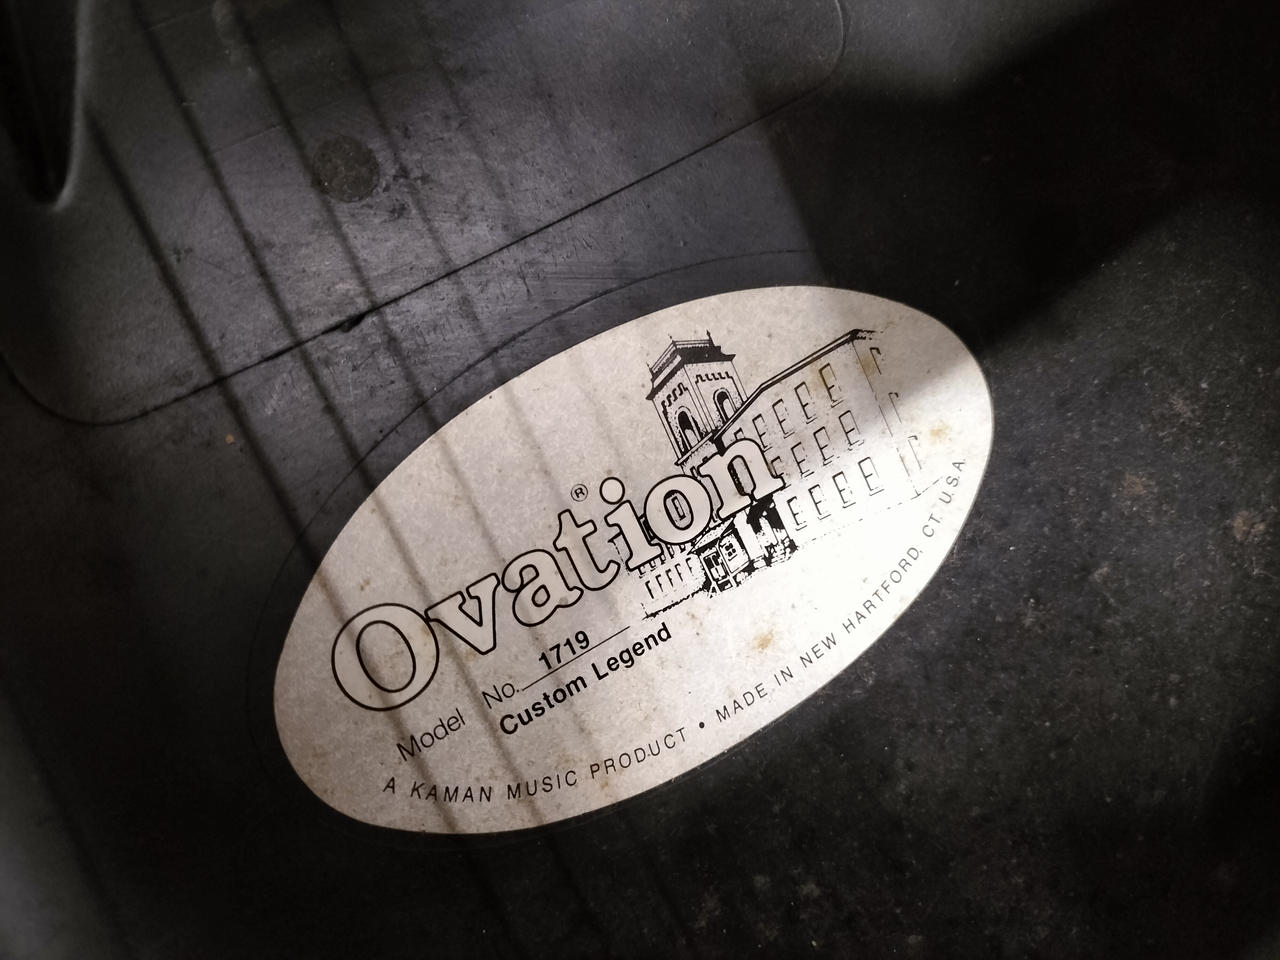 Ovation®
Model No. 1719
Custom Legend
A KAMAN MUSIC PRODUCT • MADE IN NEW HARTFORD, CT. U.S.A.